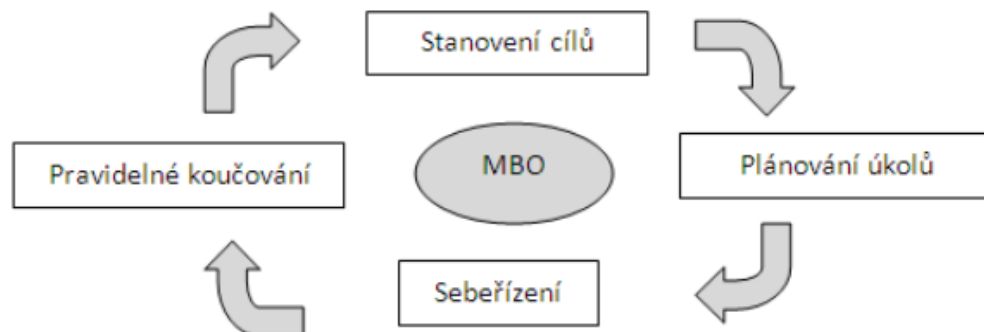 Stanovení cílů
Pravidelné koučování
MBO
Plánování úkolů
Sebeřízení